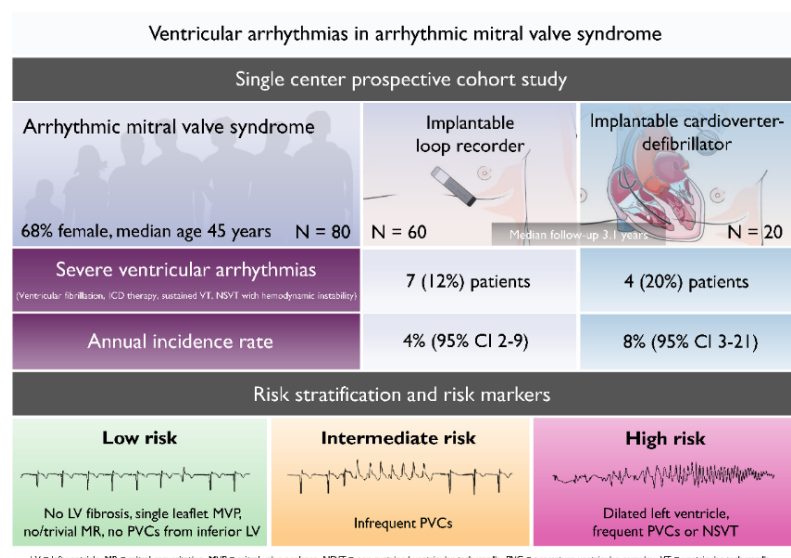 Ventricular arrhythmias in arrhythmic mitral valve syndrome
Single center prospective cohort study
Arrhythmic mitral valve syndrome
68% female, median age 45 years N = 80
Implantable
loop recorder
N = 60
Implantable cardioverter-
defibrillator
N = 20
Median follow-up 3.1 years
Severe ventricular arrhythmias
(Ventricular fibrillation, ICD therapy, sustained VT, NSVT with hemodynamic instability)
7 (12%) patients
4 (20%) patients
Annual incidence rate
4% (95% CI 2-9)
8% (95% CI 3-21)
Risk stratification and risk markers
Low risk
No LV fibrosis, single leaflet MVP,
no/trivial MR, no PVCs from inferior LV
Intermediate risk
Infrequent PVCs
High risk
Dilated left ventricle,
frequent PVCs or NSVT